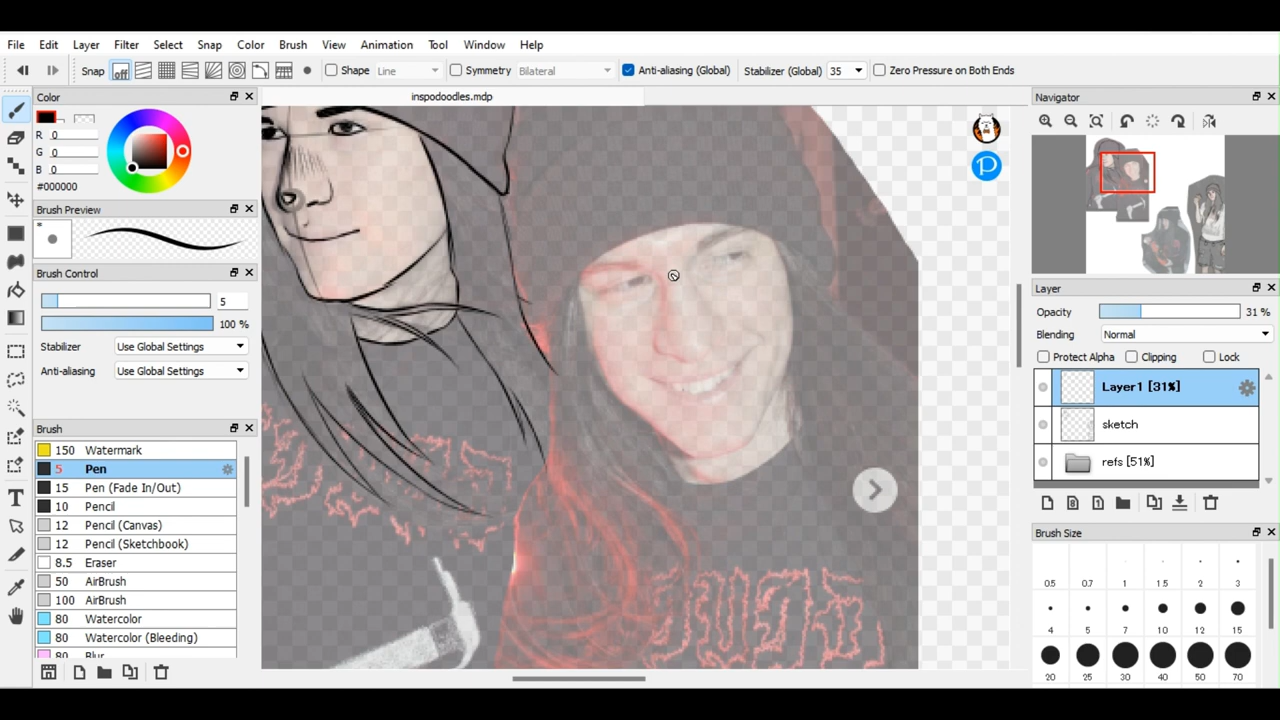 File Edit Layer Filter Select Snap Color Brush View Animation Tool Window Help
Snap off Shape Line Symmetry Bilateral Anti-aliasing (Global) Stabilizer (Global) 35 Zero Pressure on Both Ends
Color
inspodoodles.mdp
Navigator
R 0
G 0
B 0
#000000
Brush Preview
*
Brush Control
5
100 %
Stabilizer Use Global Settings
Anti-aliasing Use Global Settings
Brush
150 Watermark
5 Pen
15 Pen (Fade In/Out)
10 Pencil
12 Pencil (Canvas)
12 Pencil (Sketchbook)
8.5 Eraser
50 AirBrush
100 AirBrush
80 Watercolor
80 Watercolor (Bleeding)
80 Blur
T
P
Layer
Opacity 31 %
Blending Normal
Protect Alpha Clipping Lock
Layer1 [31%]
sketch
refs [51%]
8 1
Brush Size
0.5 0.7 1 1.5 2 3
4 5 7 10 12 15
20 25 30 40 50 70